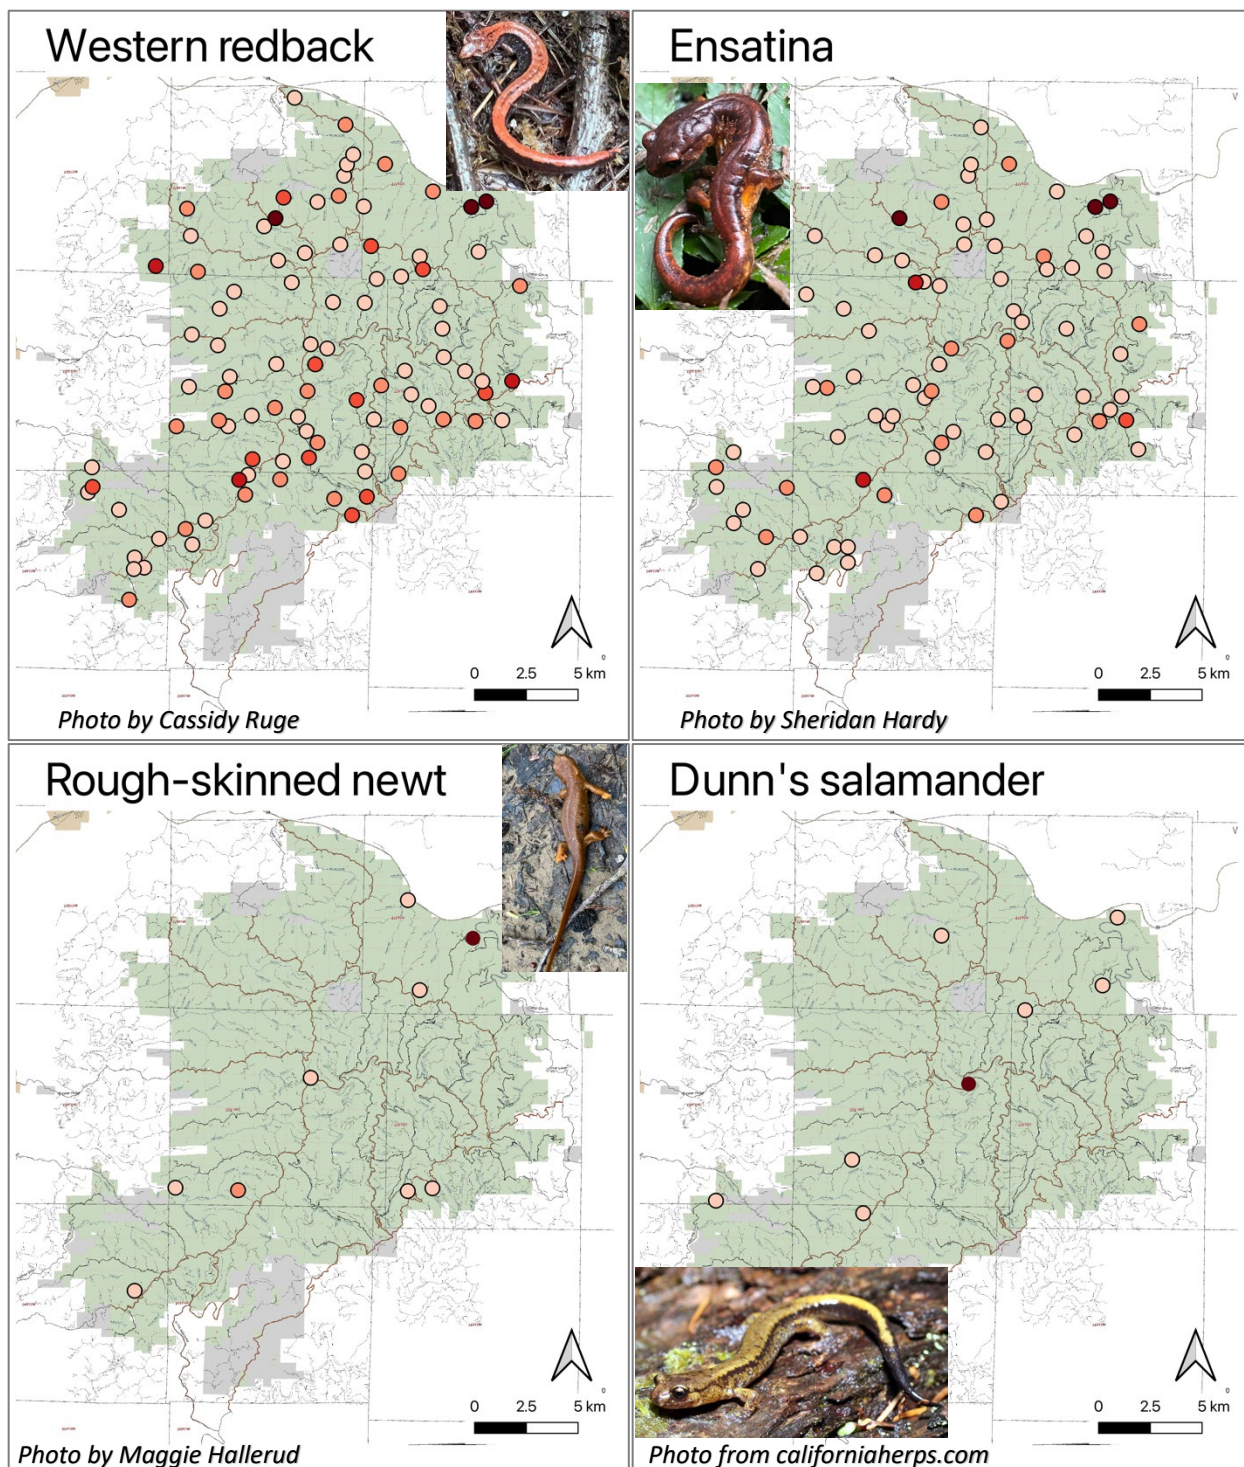 Western redback
Ensatina
0 2.5 5 km
0 2.5 5 km
Photo by Cassidy Ruge
Photo by Sheridan Hardy
Rough-skinned newt
Dunn's salamander
0 2.5 5 km
0 2.5 5 km
Photo by Maggie Hallerud
Photo from californiaherps.com